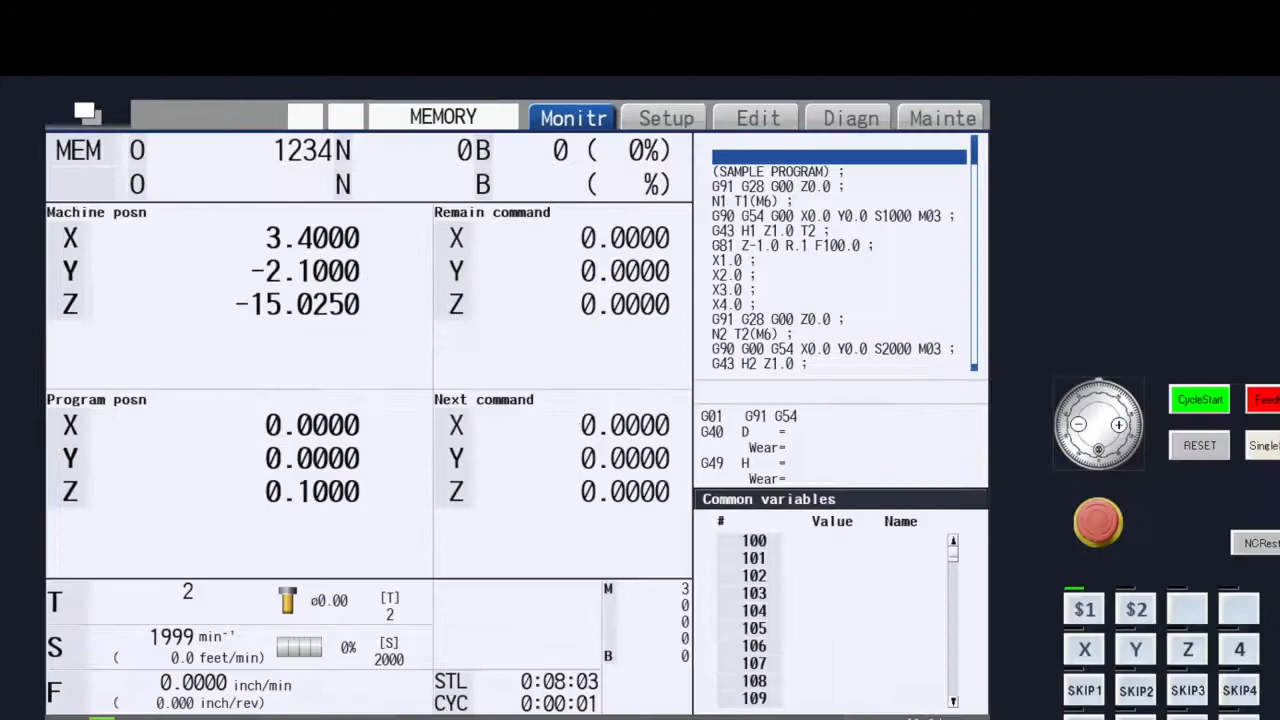 MEMORY Monitr Setup Edit Diagn Mainte
MEM O 1234 N 0 B 0 ( 0%)
O N B ( %)
Machine posn
X 3.4000
Y -2.1000
Z -15.0250
Remain command
X 0.0000
Y 0.0000
Z 0.0000
Program posn
X 0.0000
Y 0.0000
Z 0.1000
Next command
X 0.0000
Y 0.0000
Z 0.0000
T 2 ø0.00 [T]
2
S 1999 min⁻¹ 0% [S]
( 0.0 feet/min) 2000
F 0.0000 inch/min
( 0.000 inch/rev)
STL 0:08:03
CYC 0:00:01
M 3
0
0
0
B 0
(SAMPLE PROGRAM) ;
G91 G28 G00 Z0.0 ;
N1 T1(M6) ;
G90 G54 G00 X0.0 Y0.0 S1000 M03 ;
G43 H1 Z1.0 T2 ;
G81 Z-1.0 R.1 F100.0 ;
X1.0 ;
X2.0 ;
X3.0 ;
X4.0 ;
G91 G28 G00 Z0.0 ;
N2 T2(M6) ;
G90 G00 G54 X0.0 Y0.0 S2000 M03 ;
G43 H2 Z1.0 ;
G01 G91 G54
G40 D =
Wear=
G49 H =
Wear=
Common variables
# Value Name
100
101
102
103
104
105
106
107
108
109
CycleStart
RESET Single
NCRes
$1 $2
X Y Z 4
SKIP1 SKIP2 SKIP3 SKIP4